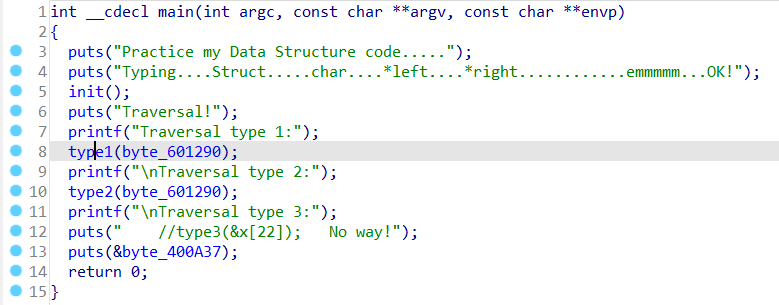 1 int __cdecl main(int argc, const char **argv, const char **envp)
2 {
3   puts("Practice my Data Structure code.....");
4   puts("Typing....Struct.....char....*left....*right............emmmmm...OK!");
5   init();
6   puts("Traversal!");
7   printf("Traversal type 1:");
8   type1(byte_601290);
9   printf("\nTraversal type 2:");
10   type2(byte_601290);
11   printf("\nTraversal type 3:");
12   puts("    //type3(&x[22]);   No way!");
13   puts(&byte_400A37);
14   return 0;
15 }